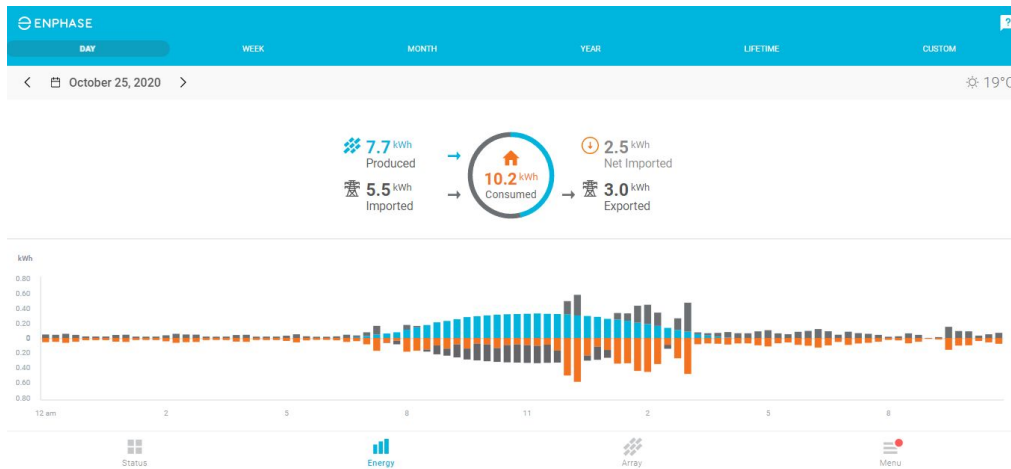 ENPHASE
?
DAY WEEK MONTH YEAR LIFETIME CUSTOM
October 25, 2020
19°C
7.7 kWh
Produced
5.5 kWh
Imported
10.2 kWh
Consumed
2.5 kWh
Net Imported
3.0 kWh
Exported
kWh
0.80
0.60
0.40
0.20
0
0.20
0.40
0.60
0.80
12 am 2 5 8 11 2 5 8
Status Energy Array Menu